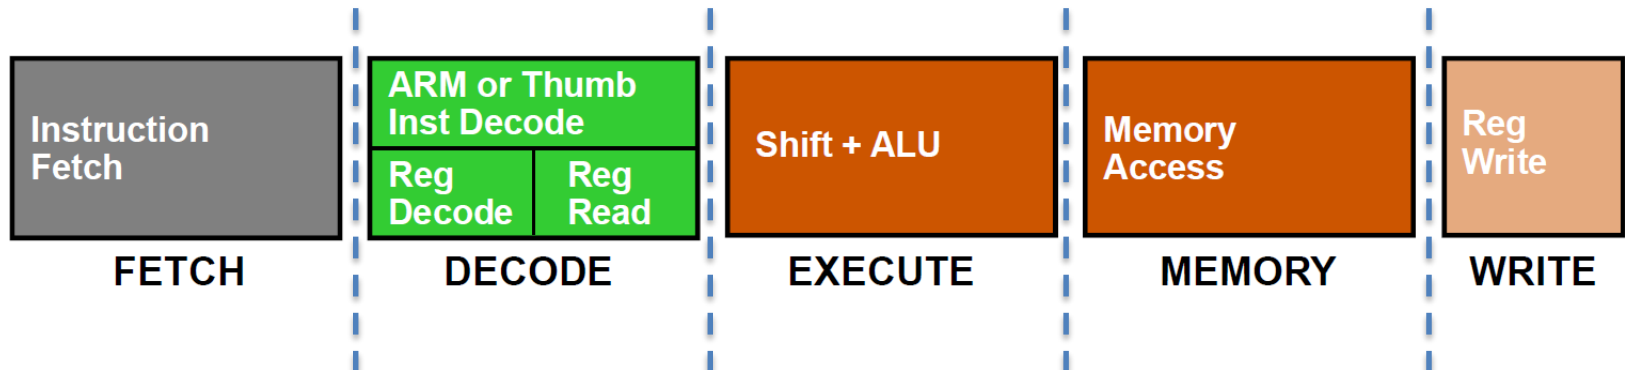 Instruction
Fetch
ARM or Thumb
Inst Decode
Reg
Decode
Reg
Read
Shift + ALU
Memory
Access
Reg
Write
FETCH
DECODE
EXECUTE
MEMORY
WRITE